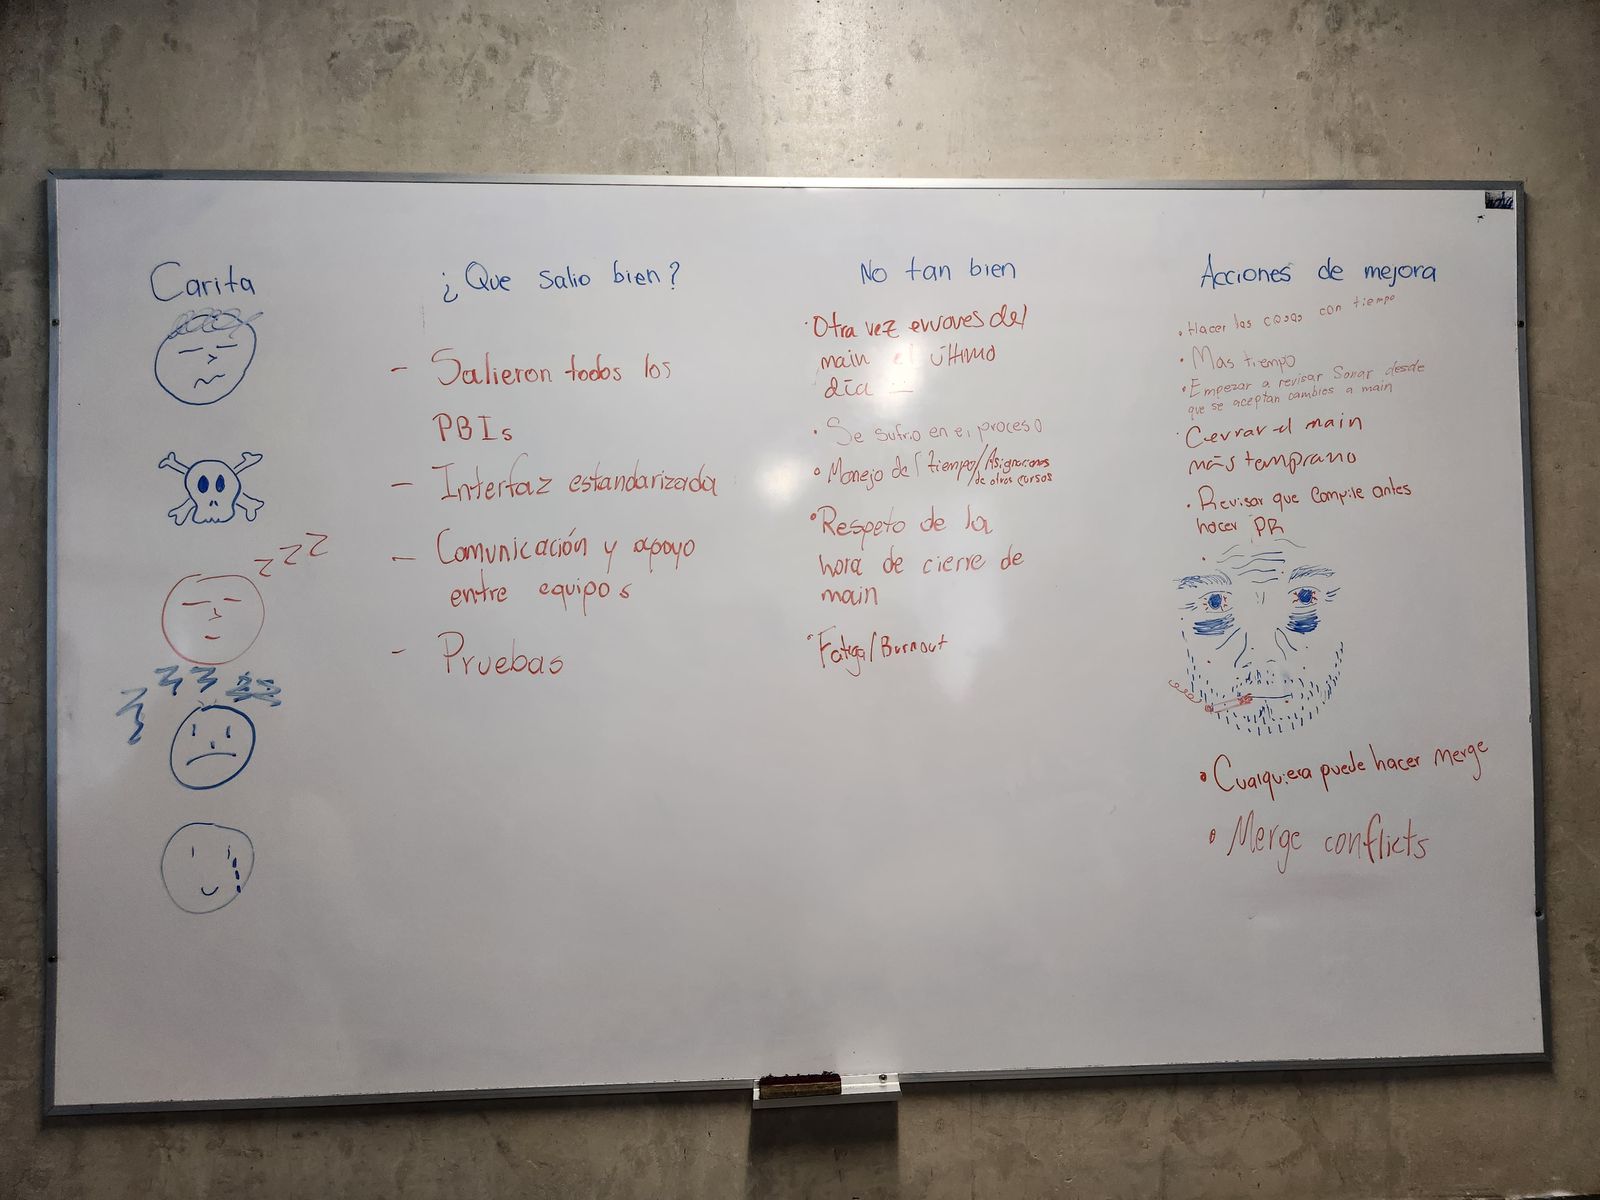 Carita
zzz
¿Que salio bien?
- Salieron todos los
PBIs
- Interfaz estandarizada
- Comunicación y apoyo
entre equipos
- Pruebas
No tan bien
· Otra vez errores del
main el último
día
· Se sufrio en el proceso
· Manejo del tiempo/Asignaciones
de otros cursos
· Respeto de la
hora de cierre de
main
· Fatiga/Burnout
Acciones de mejora
· Hacer las cosas con tiempo
· Mas tiempo
· Empezar a revisar Sonar desde
que se aceptan cambios a main
· Cerrar el main
más temprano
· Revisar que compile antes
hacer PR
· Cualquiera puede hacer merge
· Merge conflicts